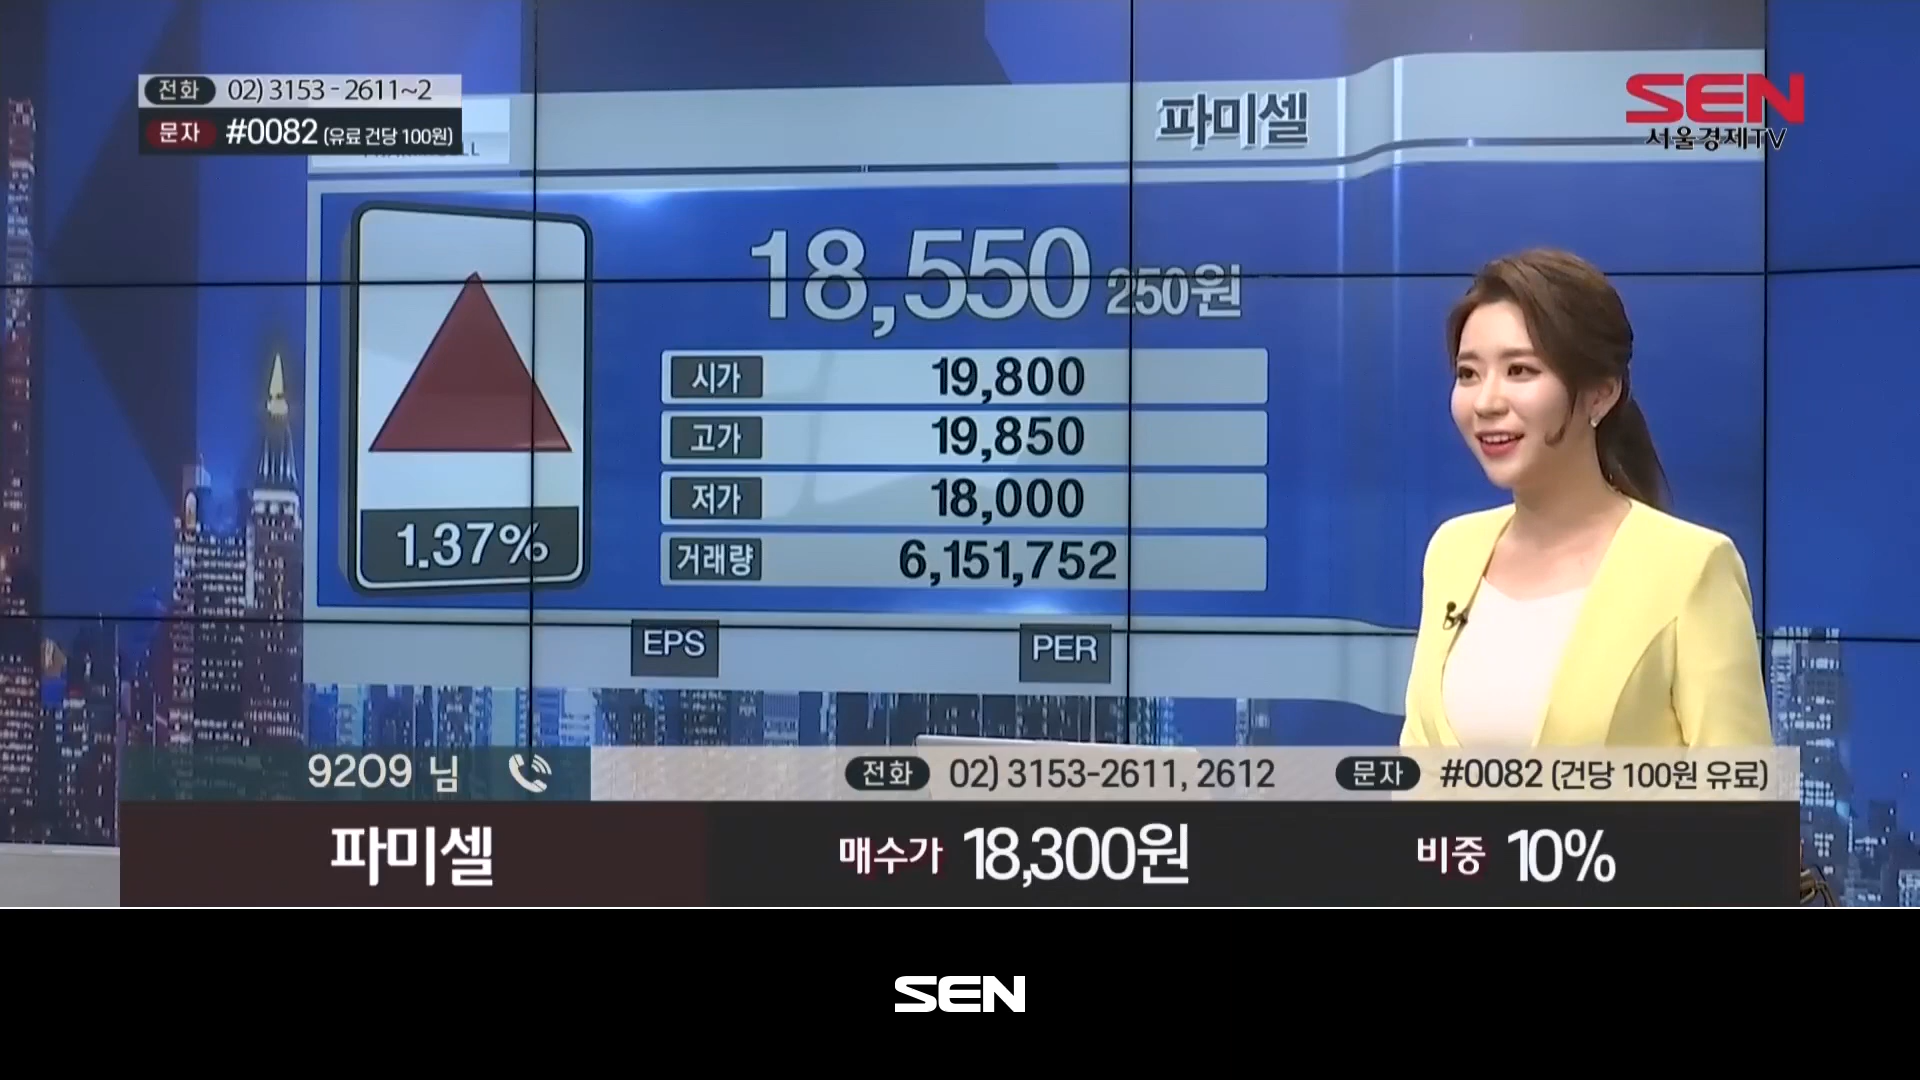 전화 02) 3153 - 2611~2
문자 #0082 (유료 건당 100원)
파미셀
SEN
서울경제TV
18,550 250원
시가 19,800
고가 19,850
저가 18,000
거래량 6,151,752
1.37%
EPS PER
9209 님 전화 02) 3153-2611, 2612 문자 #0082 (건당 100원 유료)
파미셀 매수가 18,300원 비중 10%
SEN